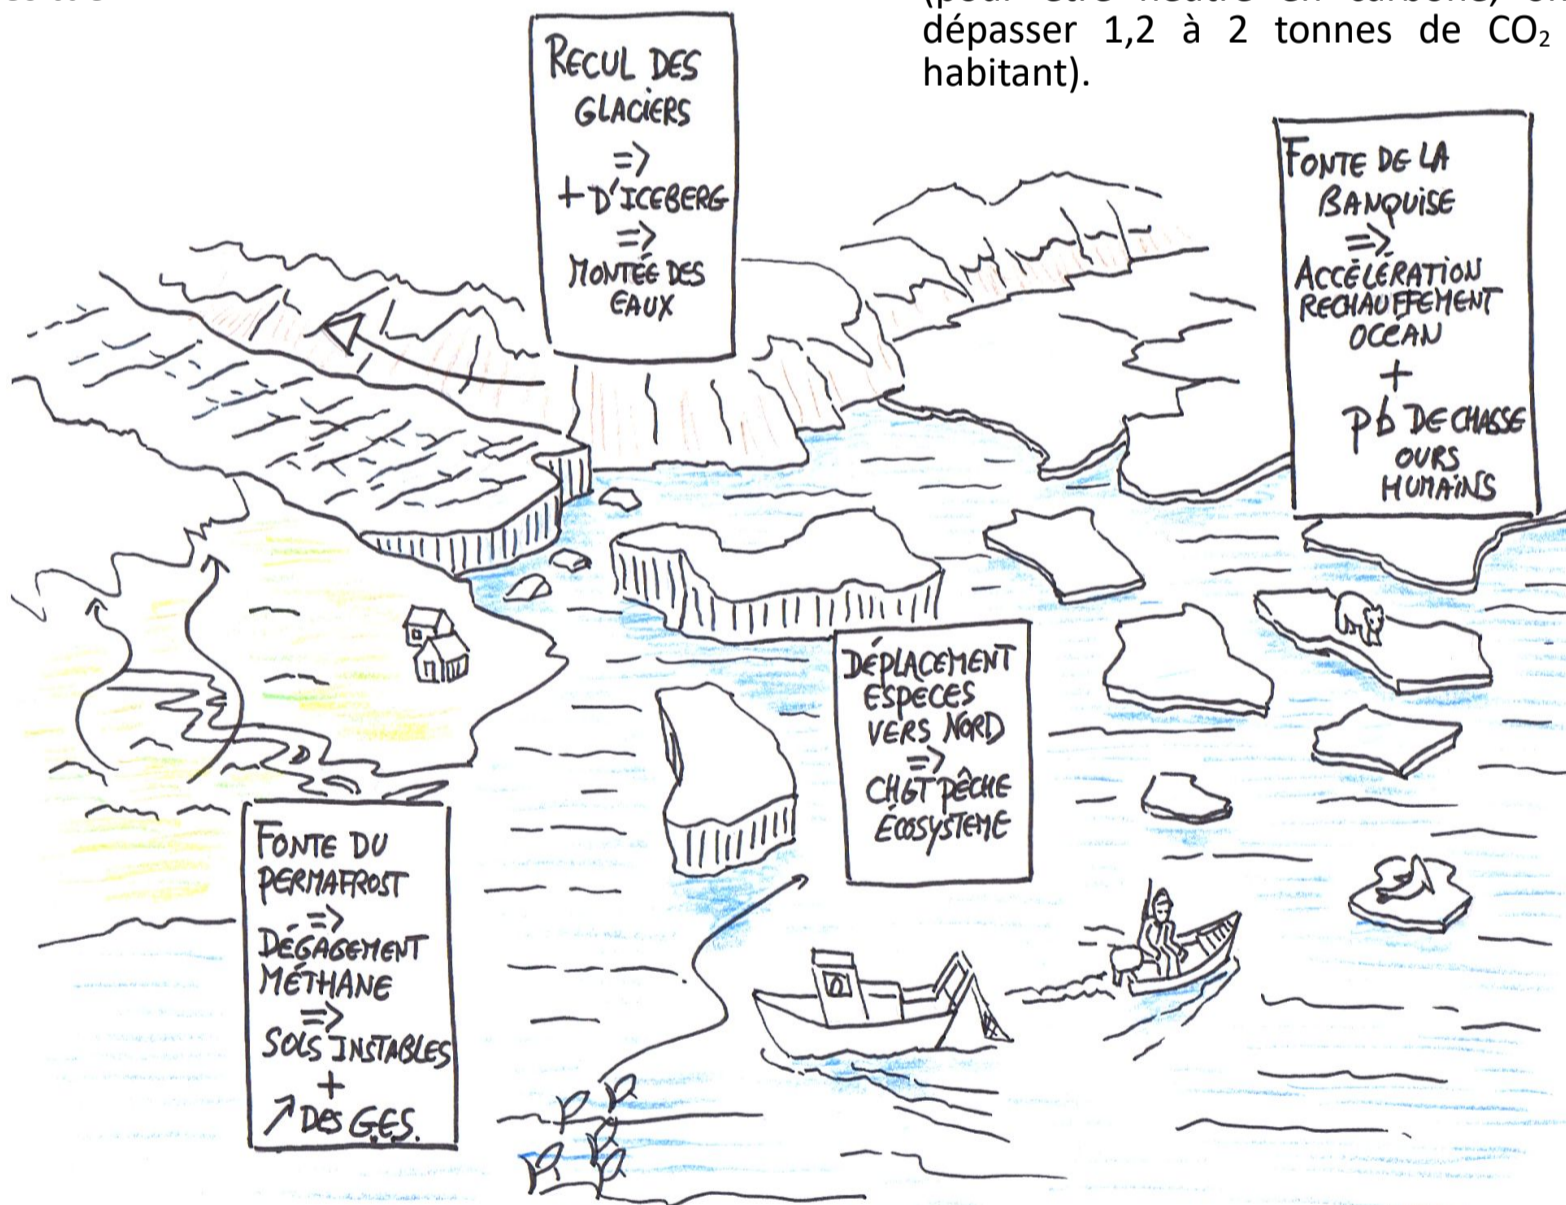 dépasser 1,2 à 2 tonnes de CO₂
habitant).
RECUL DES
GLACIERS
=>
+ D'ICEBERG
=>
MONTÉE DES
EAUX
FONTE DE LA
BANQUISE
=>
ACCÉLÉRATION
RECHAUFFEMENT
OCÉAN
+
pb DE CHASSE
OURS
HUMAINS
DÉPLACEMENT
ESPECES
VERS NORD
=>
CHGT PÊCHE
ÉCOSYSTEME
FONTE DU
PERMAFROST
=>
DÉGAGEMENT
MÉTHANE
=>
SOLS INSTABLES
+
↗ DES G.E.S.